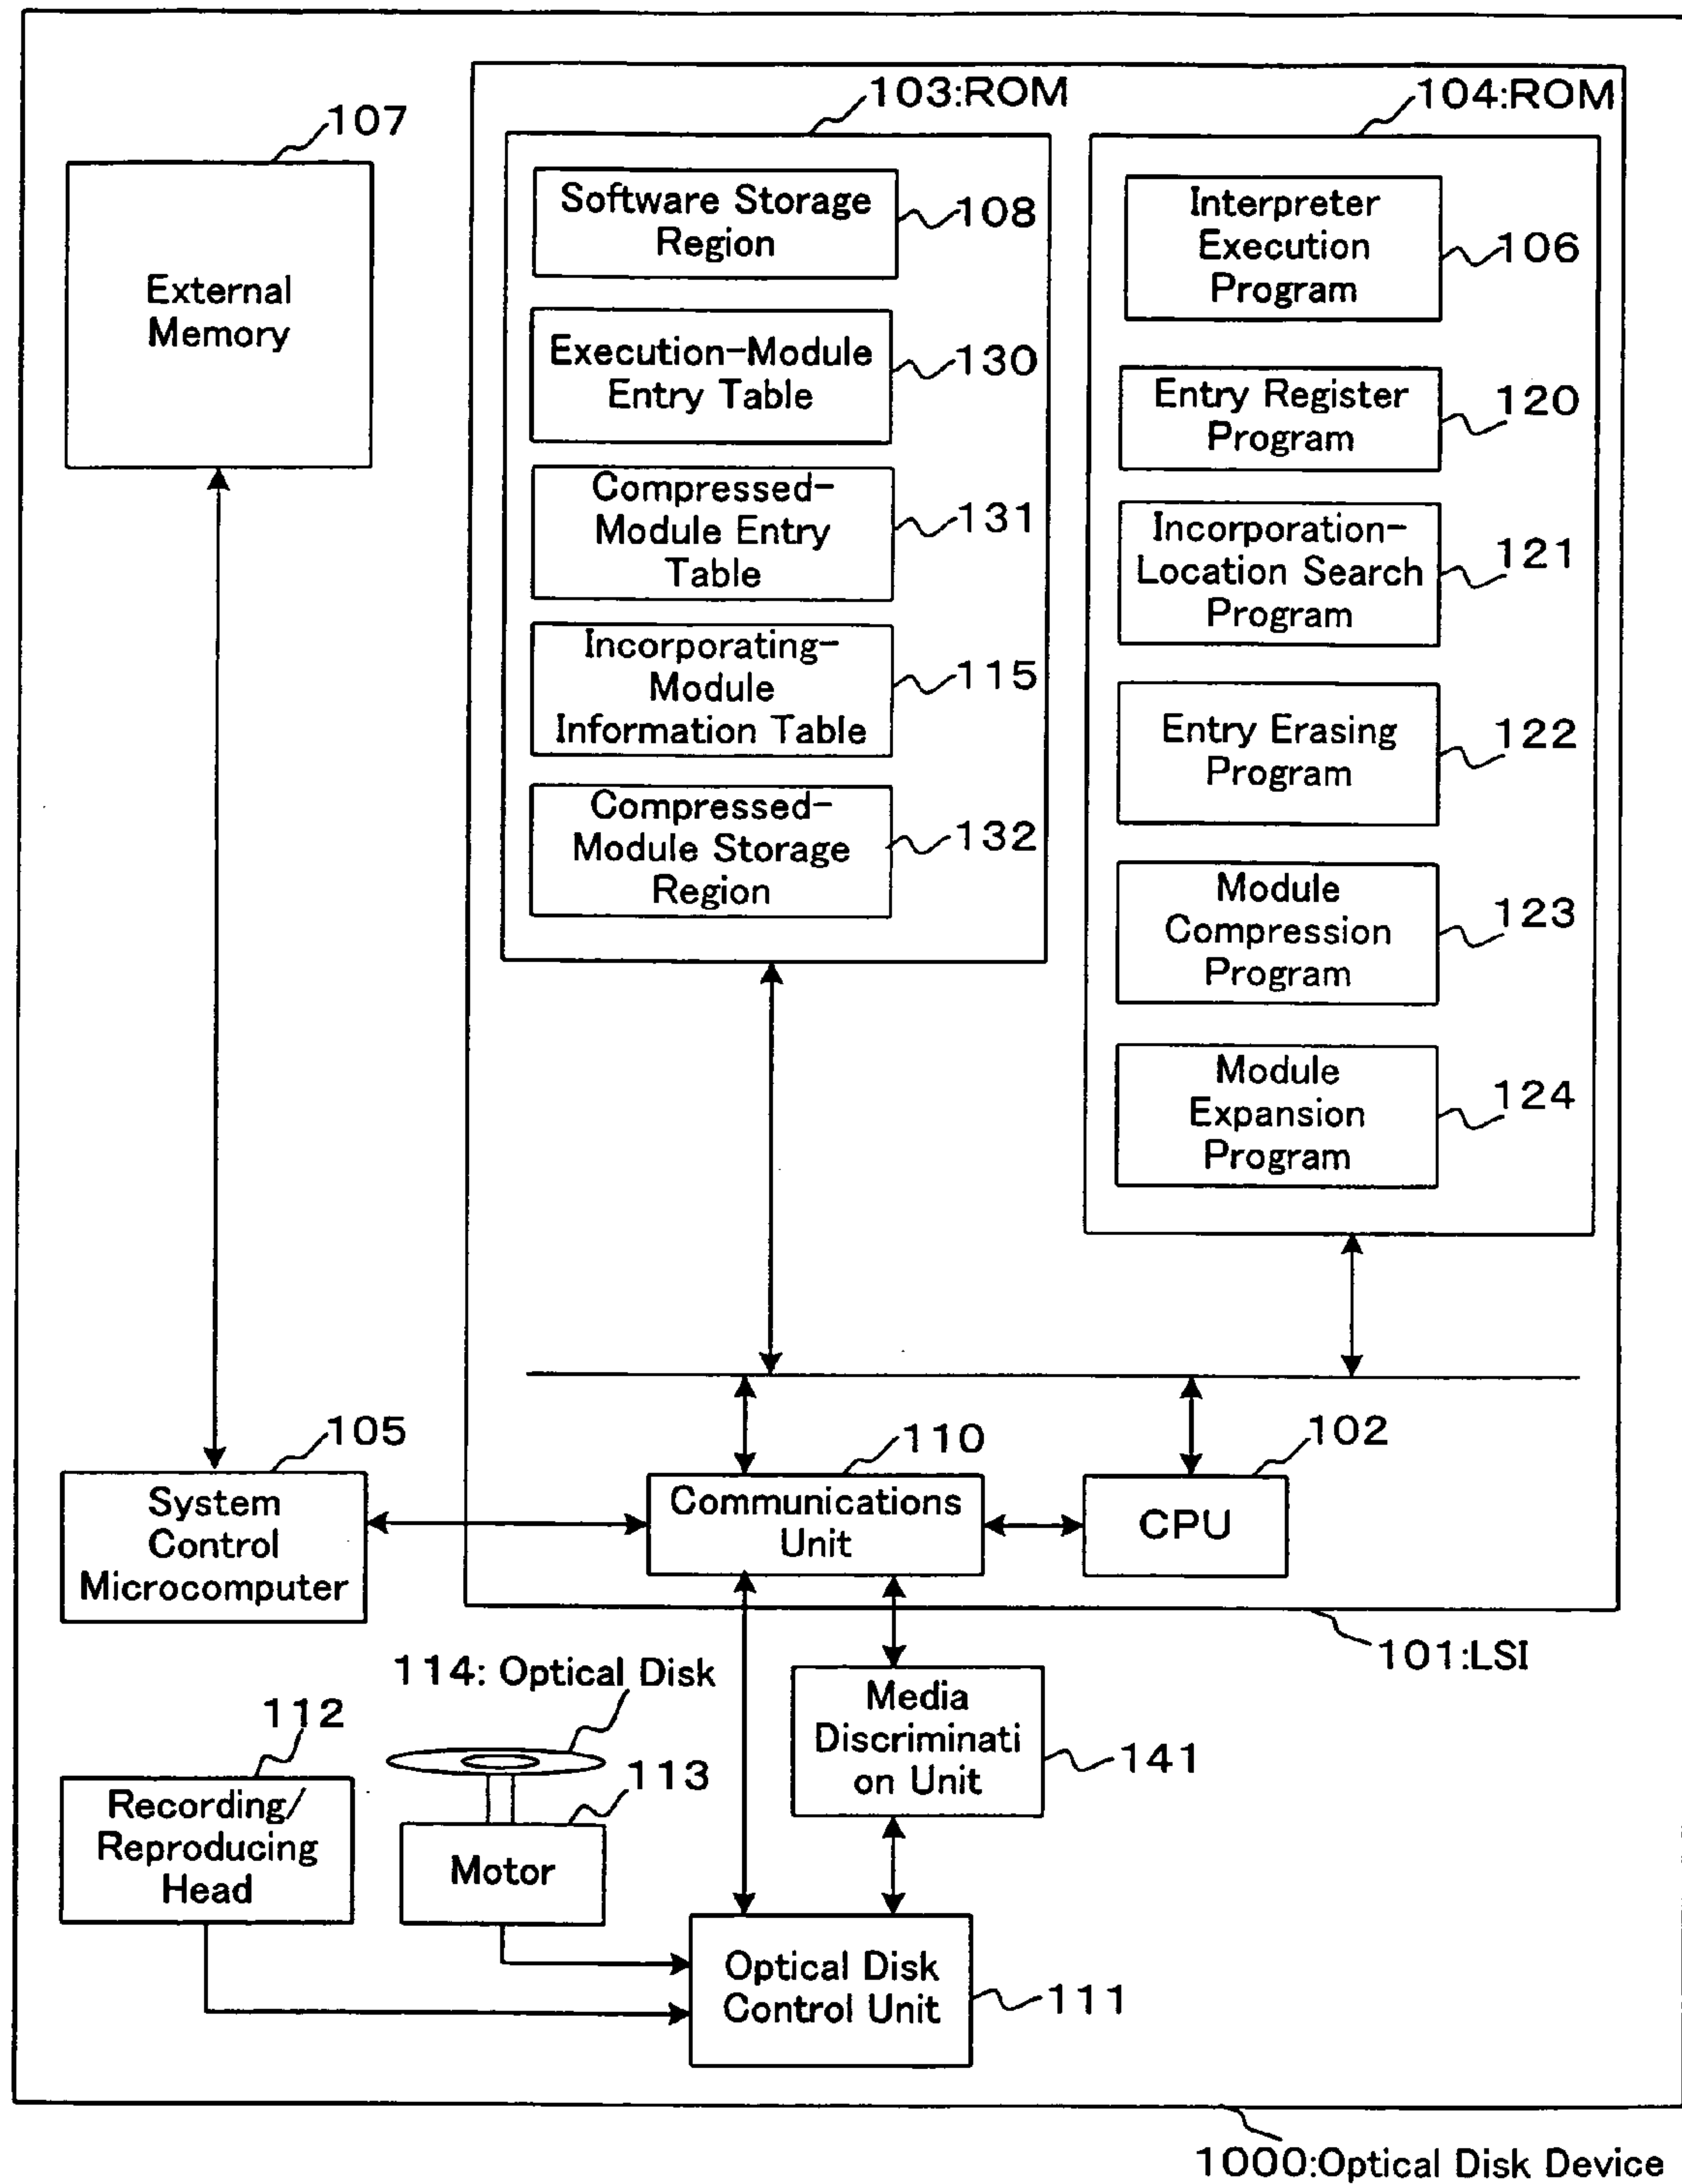 103:ROM
104:ROM
107
External
Memory
Software Storage
Region
108
Execution-Module
Entry Table
130
Compressed-
Module Entry
Table
131
Incorporating-
Module
Information Table
115
Compressed-
Module Storage
Region
132
Interpreter
Execution
Program
106
Entry Register
Program
120
Incorporation-
Location Search
Program
121
Entry Erasing
Program
122
Module
Compression
Program
123
Module
Expansion
Program
124
105
System
Control
Microcomputer
110
Communications
Unit
102
CPU
101:LSI
114: Optical Disk
112
Recording/
Reproducing
Head
113
Motor
Media
Discriminati
on Unit
141
Optical Disk
Control Unit
111
1000:Optical Disk Device